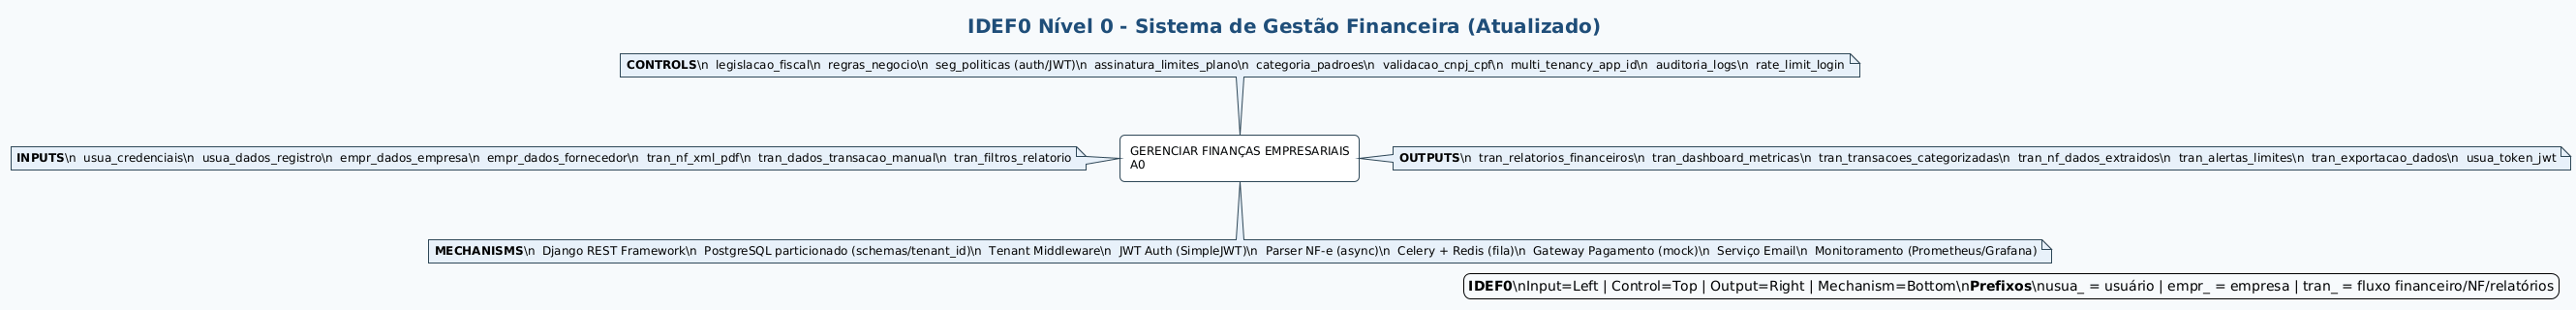 IDEF0 Nível 0 - Sistema de Gestão Financeira (Atualizado)
CONTROLS\n legislacao_fiscal\n regras_negocio\n seg_politicas (auth/JWT)\n assinatura_limites_plano\n categoria_padroes\n validacao_cnpj_cpf\n multi_tenancy_app_id\n auditoria_logs\n rate_limit_login
INPUTS\n usua_credenciais\n usua_dados_registro\n empr_dados_empresa\n empr_dados_fornecedor\n tran_nf_xml_pdf\n tran_dados_transacao_manual\n tran_filtros_relatorio
GERENCIAR FINANÇAS EMPRESARIAIS
A0
OUTPUTS\n tran_relatorios_financeiros\n tran_dashboard_metricas\n tran_transacoes_categorizadas\n tran_nf_dados_extraidos\n tran_alertas_limites\n tran_exportacao_dados\n usua_token_jwt
MECHANISMS\n Django REST Framework\n PostgreSQL particionado (schemas/tenant_id)\n Tenant Middleware\n JWT Auth (SimpleJWT)\n Parser NF-e (async)\n Celery + Redis (fila)\n Gateway Pagamento (mock)\n Serviço Email\n Monitoramento (Prometheus/Grafana)
IDEF0\nInput=Left | Control=Top | Output=Right | Mechanism=Bottom\nPrefixos\nusua_ = usuário | empr_ = empresa | tran_ = fluxo financeiro/NF/relatórios